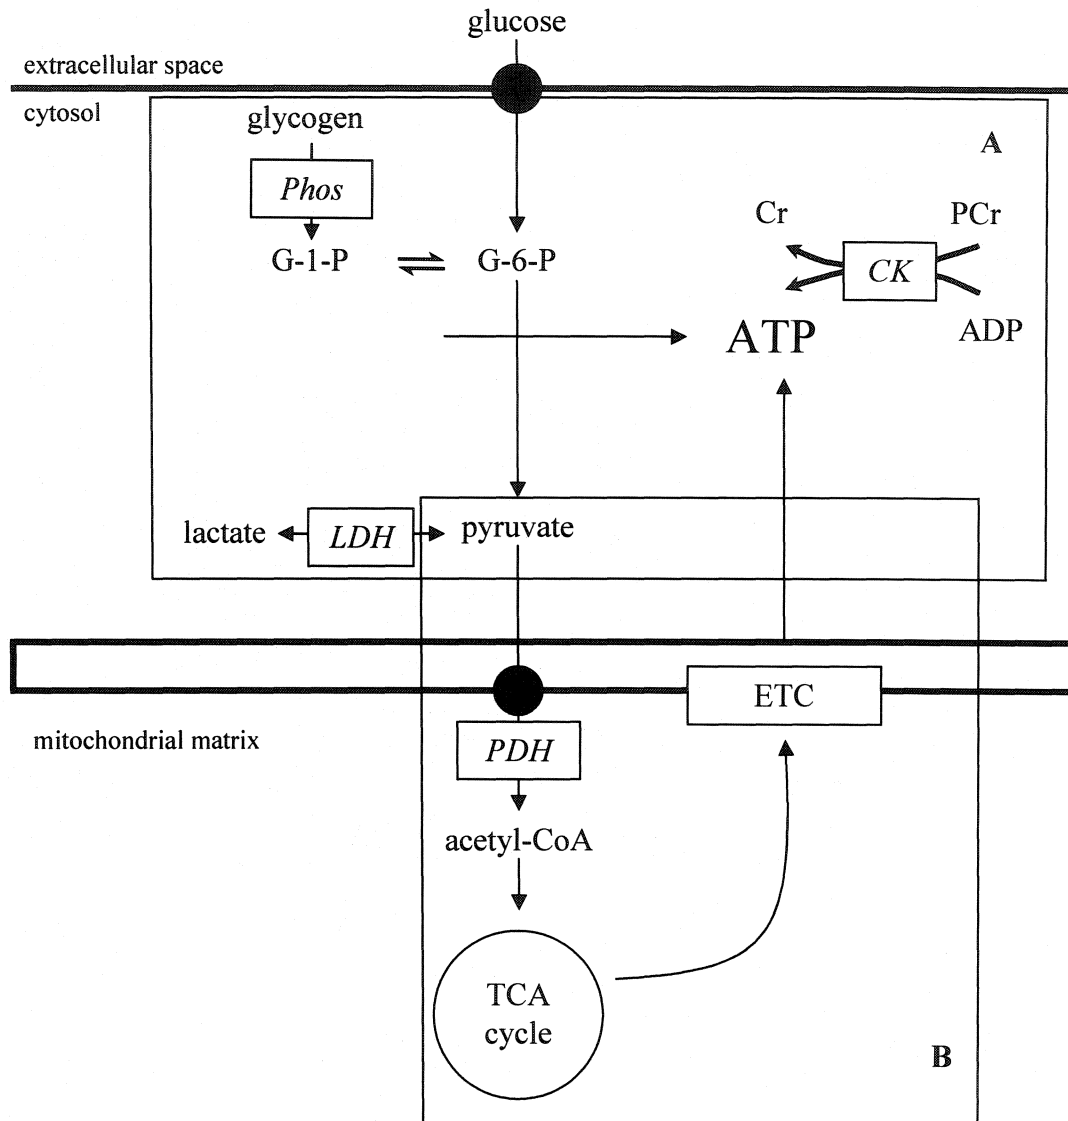 glucose
extracellular space
cytosol
glycogen
A
Phos
Cr
PCr
G-1-P
G-6-P
CK
ATP
ADP
lactate
LDH
pyruvate
ETC
mitochondrial matrix
PDH
acetyl-CoA
TCA
cycle
B